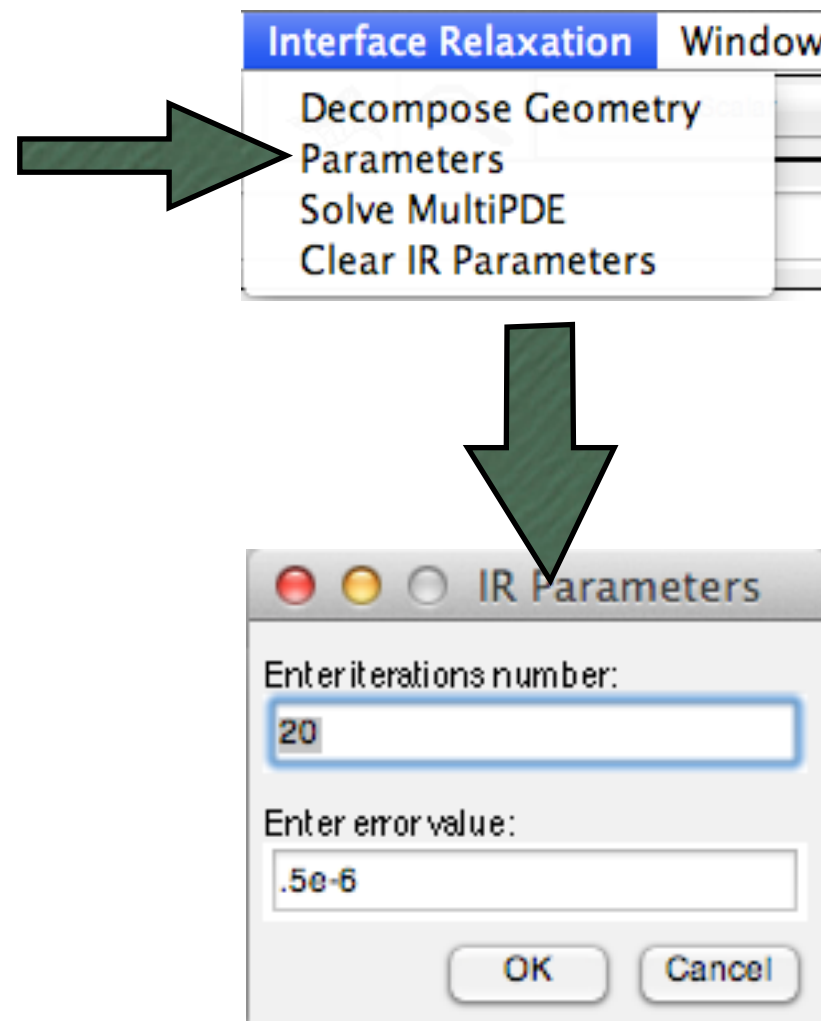 Interface Relaxation Window
Decompose Geometry
Parameters
Solve MultiPDE
Clear IR Parameters
IR Parameters
Enter iterations number:
20
Enter error value:
.5e-6
OK Cancel